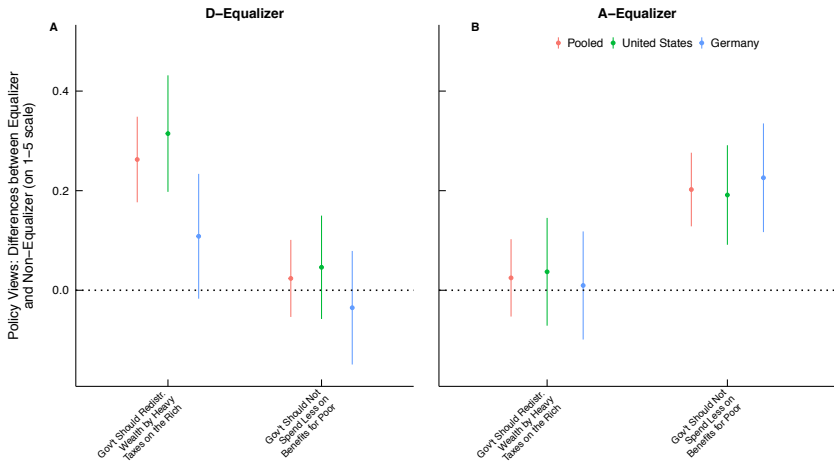 D−Equalizer
A−Equalizer
A
B
Pooled
United States
Germany
Policy Views: Differences between Equalizer
and Non−Equalizer (on 1−5 scale)
0.4
0.2
0.0
Gov't Should Redistr.
Wealth by Heavy
Taxes on the Rich
Gov't Should Not
Spend Less on
Benefits for Poor
Gov't Should Redistr.
Wealth by Heavy
Taxes on the Rich
Gov't Should Not
Spend Less on
Benefits for Poor